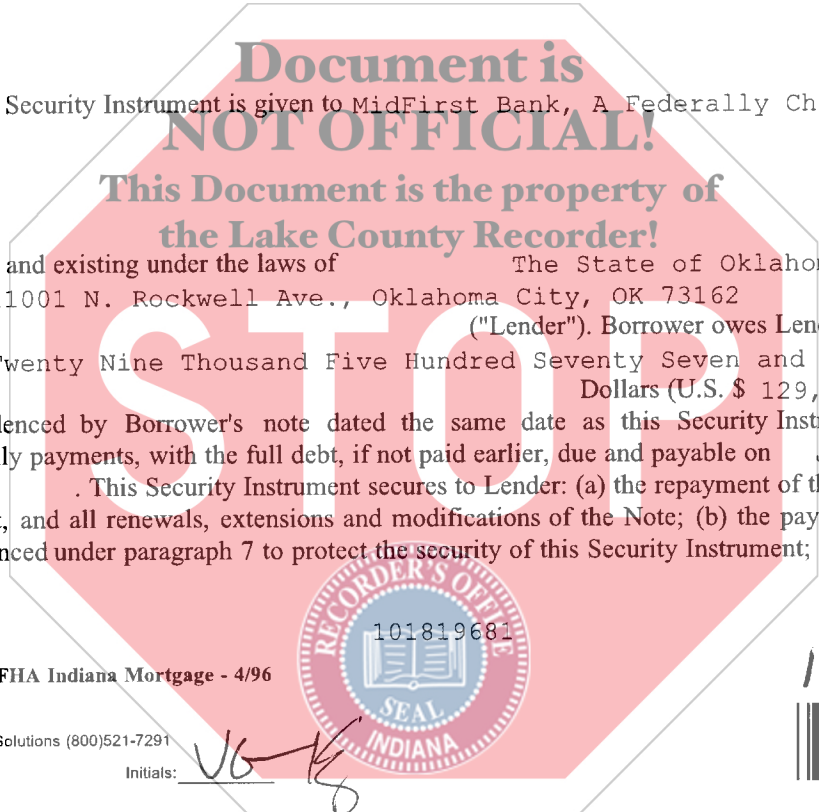 Document is
Security Instrument is given to MidFirst Bank, A Federally Ch
NOT OFFICIAL!
This Document is the property of
the Lake County Recorder!
and existing under the laws of The State of Oklaho
1001 N. Rockwell Ave., Oklahoma City, OK 73162
("Lender"). Borrower owes Len
Twenty Nine Thousand Five Hundred Seventy Seven and
Dollars (U.S. $ 129,
lenced by Borrower's note dated the same date as this Security Inst
ly payments, with the full debt, if not paid earlier, due and payable on
. This Security Instrument secures to Lender: (a) the repayment of th
, and all renewals, extensions and modifications of the Note; (b) the pay
nced under paragraph 7 to protect the security of this Security Instrument;
STOP
RECORDER'S OFFICE
101819681
SEAL
INDIANA
FHA Indiana Mortgage - 4/96
Solutions (800)521-7291
Initials: